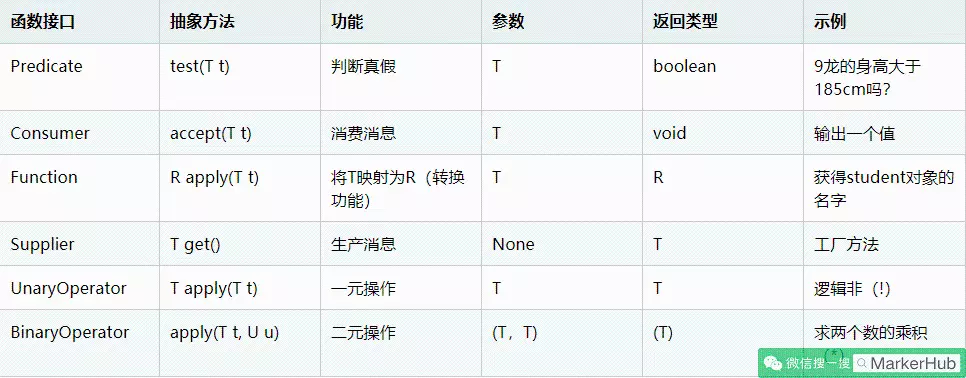 函数接口 抽象方法 功能 参数 返回类型 示例
Predicate test(T t) 判断真假 T boolean 9龙的身高大于
185cm吗?
Consumer accept(T t) 消费消息 T void 输出一个值
Function R apply(T t) 将T映射为R（转换 T R 获得student对象的
功能） 名字
Supplier T get() 生产消息 None T 工厂方法
UnaryOperator T apply(T t) 一元操作 T T 逻辑非（!）
BinaryOperator apply(T t, U u) 二元操作 (T，T) (T) 求两个数的乘积
（*）
微信搜一搜 MarkerHub